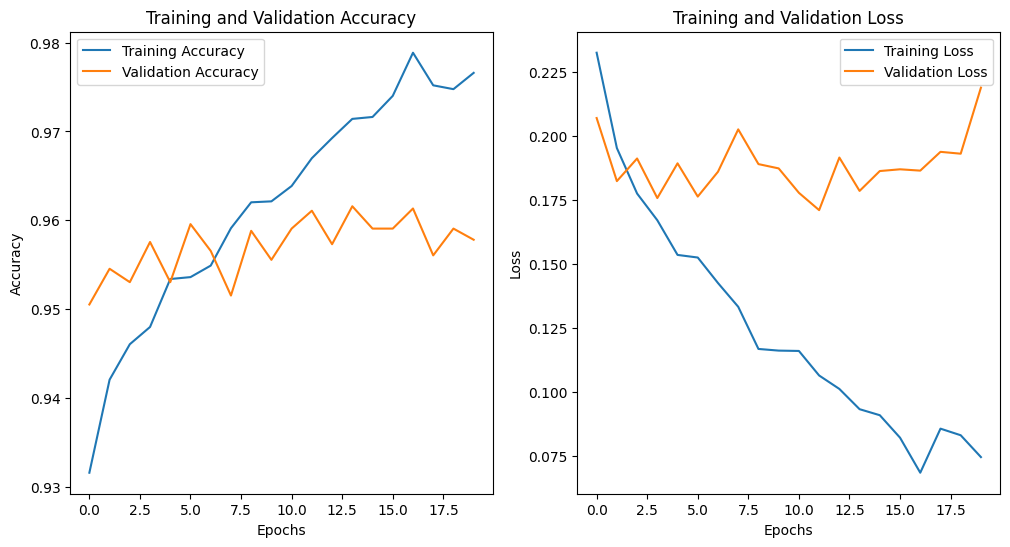 Training and Validation Accuracy
Training Accuracy
Validation Accuracy
0.98
0.97
0.96
0.95
0.94
0.93
Accuracy
0.0 2.5 5.0 7.5 10.0 12.5 15.0 17.5
Epochs
Training and Validation Loss
Training Loss
Validation Loss
0.225
0.200
0.175
0.150
0.125
0.100
0.075
Loss
0.0 2.5 5.0 7.5 10.0 12.5 15.0 17.5
Epochs